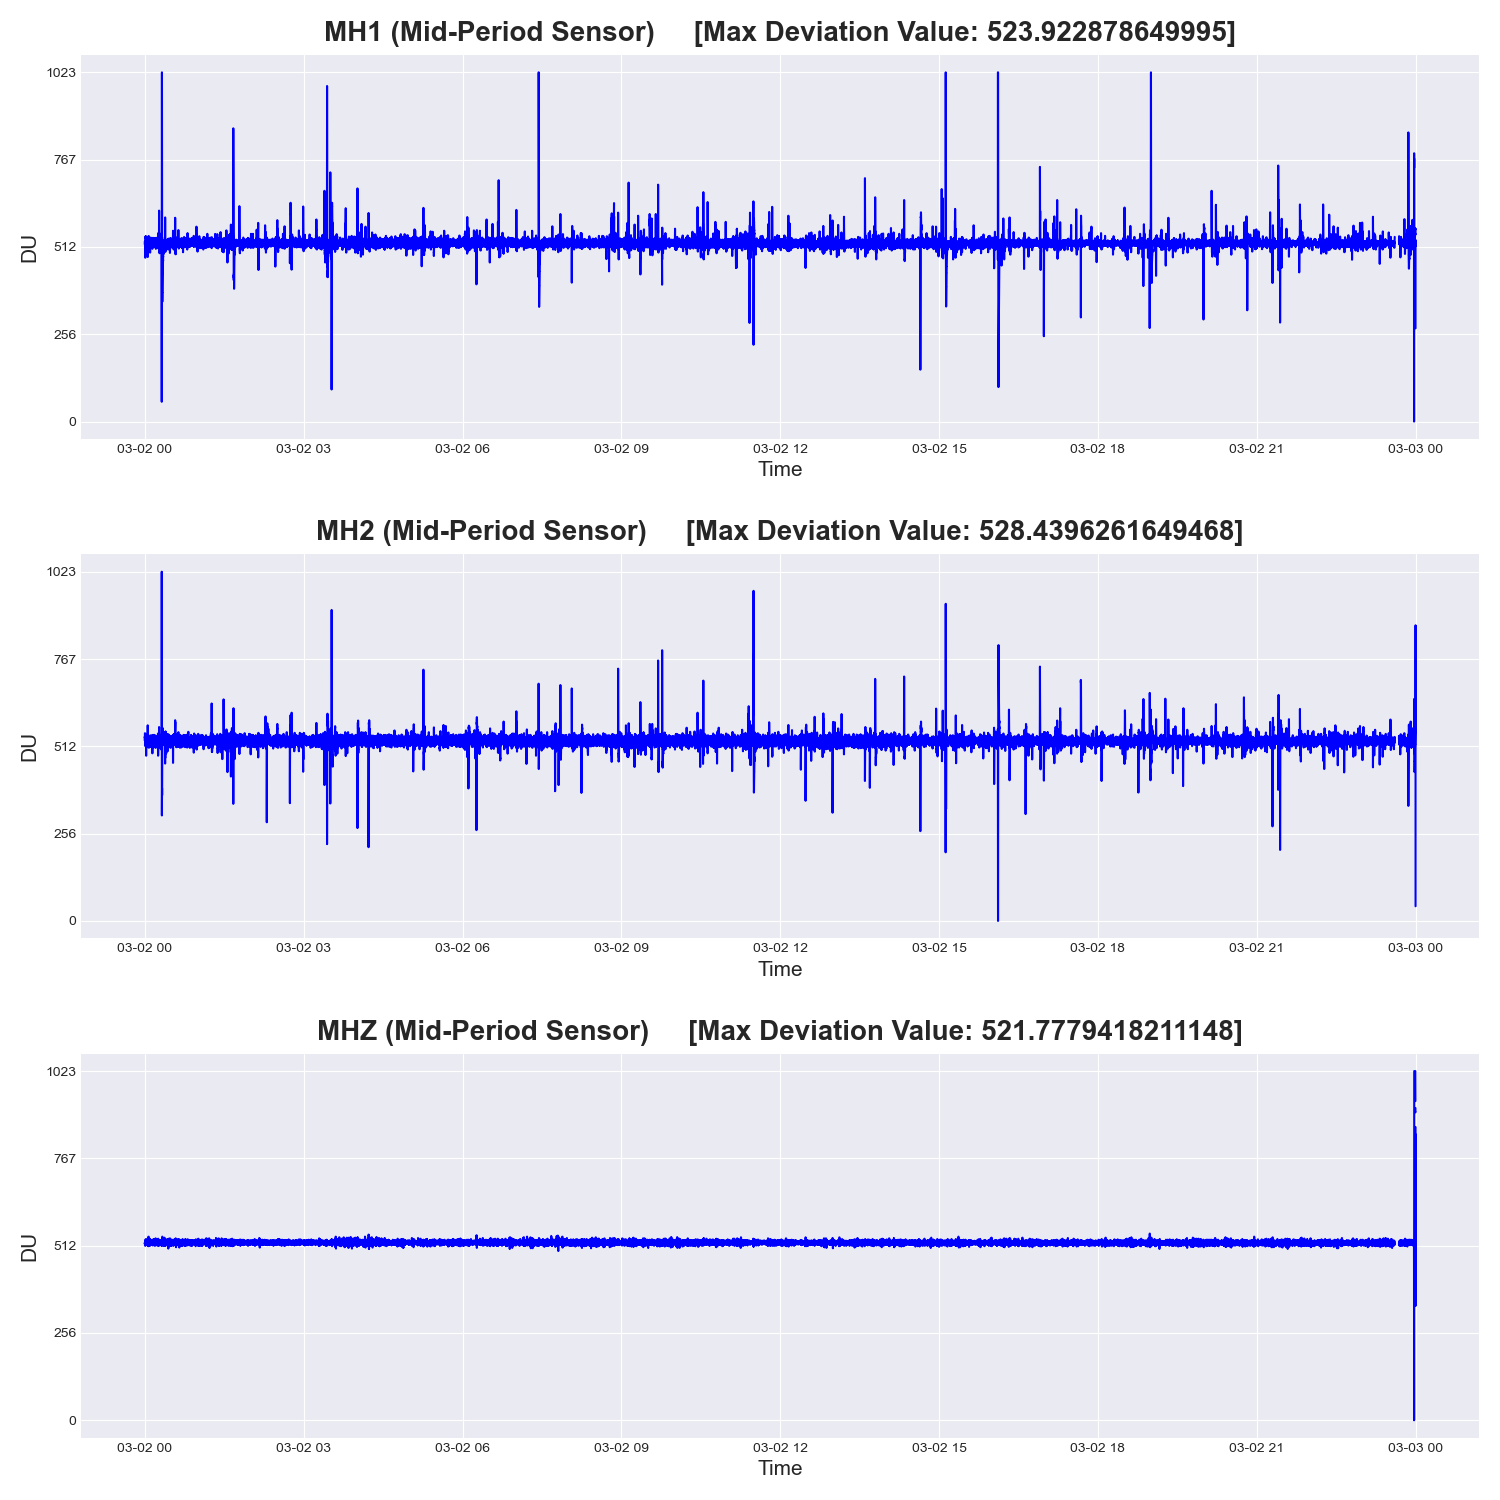 MH1 (Mid-Period Sensor) [Max Deviation Value: 523.922878649995]
1023
767
512
256
0
DU
03-02 00 03-02 03 03-02 06 03-02 09 03-02 12 03-02 15 03-02 18 03-02 21 03-03 00
Time
MH2 (Mid-Period Sensor) [Max Deviation Value: 528.4396261649468]
1023
767
512
256
0
DU
03-02 00 03-02 03 03-02 06 03-02 09 03-02 12 03-02 15 03-02 18 03-02 21 03-03 00
Time
MHZ (Mid-Period Sensor) [Max Deviation Value: 521.7779418211148]
1023
767
512
256
0
DU
03-02 00 03-02 03 03-02 06 03-02 09 03-02 12 03-02 15 03-02 18 03-02 21 03-03 00
Time